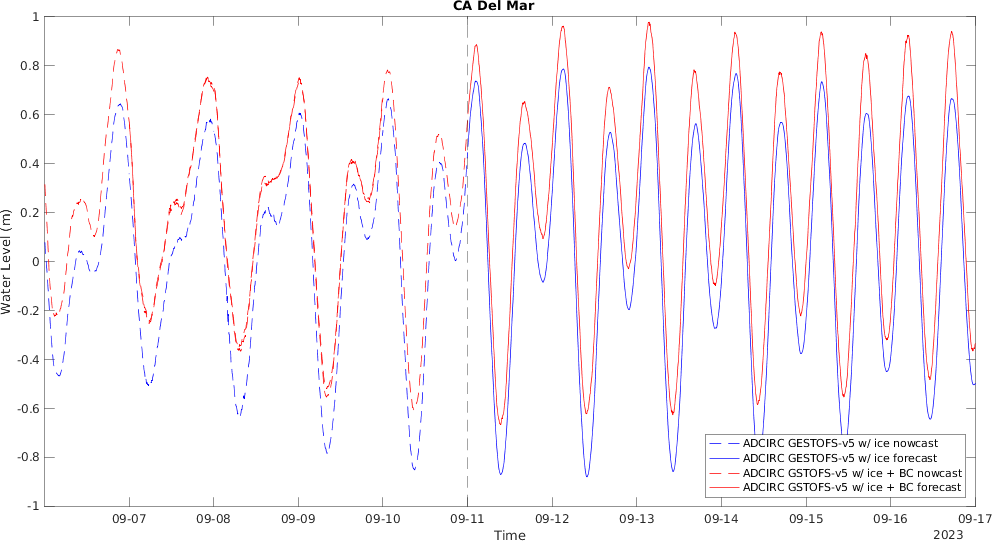 CA Del Mar
1
0.8
0.6
0.4
0.2
0
-0.2
-0.4
-0.6
-0.8
-1
Water Level (m)
ADCIRC GESTOFS-v5 w/ ice nowcast
ADCIRC GESTOFS-v5 w/ ice forecast
ADCIRC GSTOFS-v5 w/ ice + BC nowcast
ADCIRC GSTOFS-v5 w/ ice + BC forecast
09-07 09-08 09-09 09-10 09-11 09-12 09-13 09-14 09-15 09-16 09-17
Time
2023